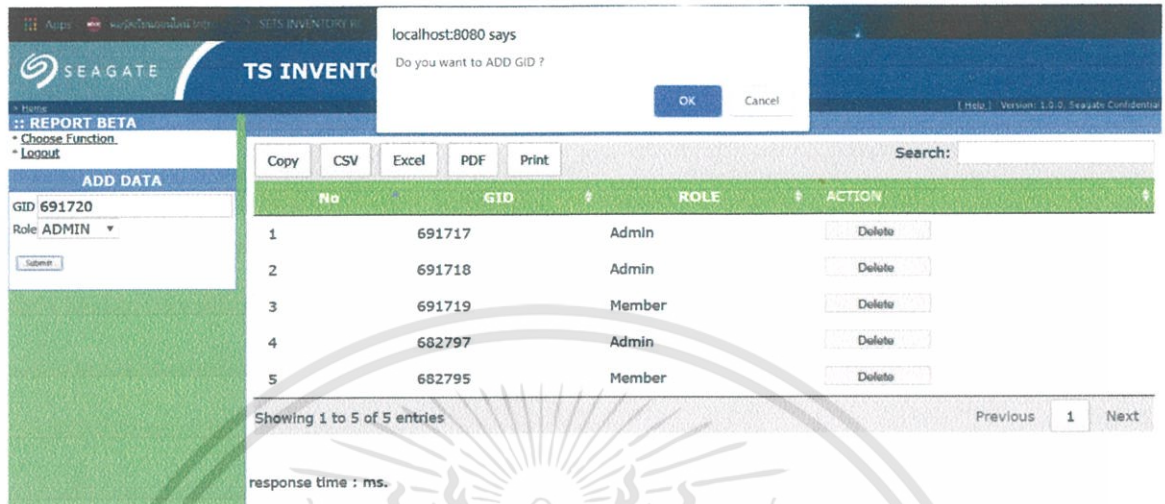 Apps
SETS INVENTORY RE
localhost:8080 says
Do you want to ADD GID ?
OK Cancel
SEAGATE
TS INVENTO
» Home
[ Help ] Version: 1.0.0, Seagate Confidential
:: REPORT BETA
* Choose Function
* Logout
ADD DATA
GID 691720
Role ADMIN
Submit
Copy CSV Excel PDF Print
Search:
No GID ROLE ACTION
1 691717 Admin Delete
2 691718 Admin Delete
3 691719 Member Delete
4 682797 Admin Delete
5 682795 Member Delete
Showing 1 to 5 of 5 entries
Previous 1 Next
response time : ms.